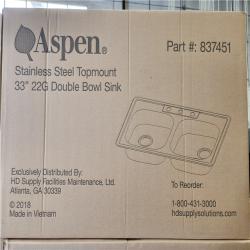 Aspen®
Part #: 837451
Stainless Steel Topmount
33" 22G Double Bowl Sink
Exclusively Distributed By:
HD Supply Facilities Maintenance, Ltd.
Atlanta, GA 30339
© 2018
Made in Vietnam
To Reorder:
1-800-431-3000
hdsupplysolutions.com